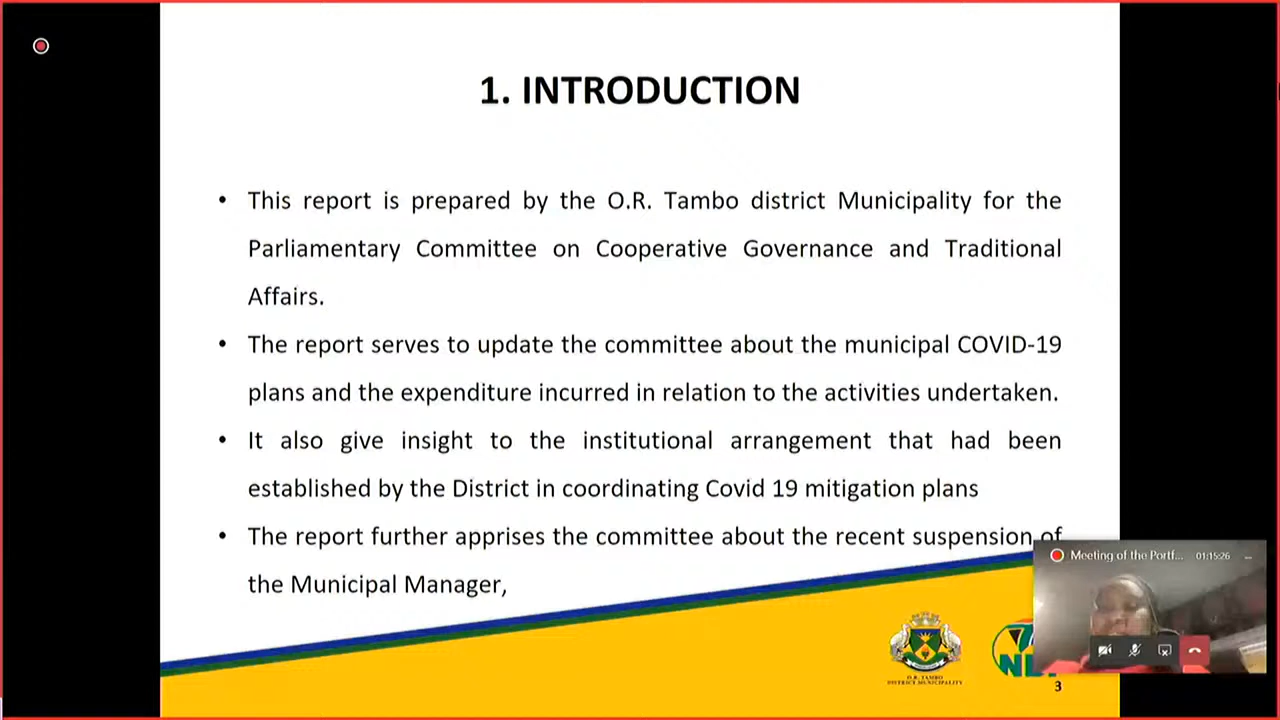 1. INTRODUCTION
• This report is prepared by the O.R. Tambo district Municipality for the
Parliamentary Committee on Cooperative Governance and Traditional
Affairs.
• The report serves to update the committee about the municipal COVID-19
plans and the expenditure incurred in relation to the activities undertaken.
• It also give insight to the institutional arrangement that had been
established by the District in coordinating Covid 19 mitigation plans
• The report further apprises the committee about the recent suspension of
the Municipal Manager,
Meeting of the Portf... 01:15:26
O.R. TAMBO
DISTRICT MUNICIPALITY
3